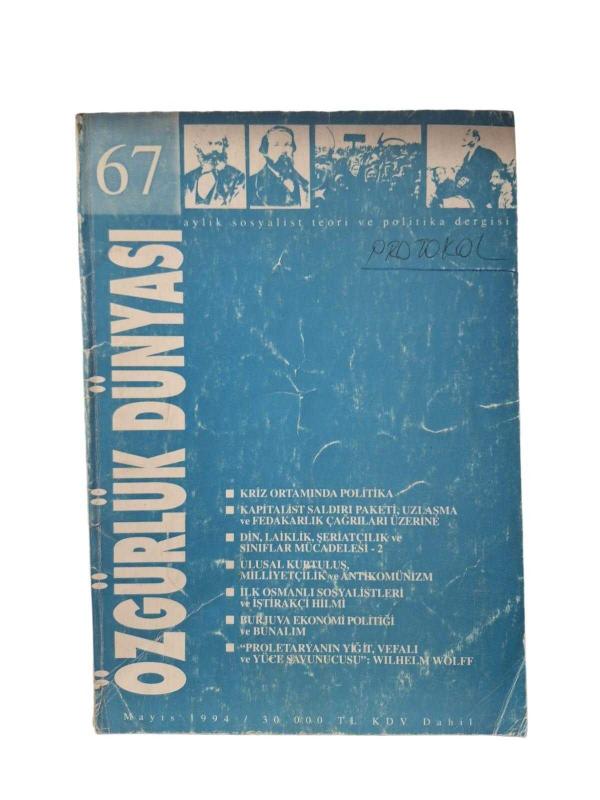 67
aylık sosyalist teori ve politika dergisi
PROTOKOL
ÖZGÜRLÜK DÜNYASI
KRİZ ORTAMINDA POLİTİKA
KAPİTALİST SALDIRI PAKETİ, UZLAŞMA
ve FEDAKARLIK ÇAĞRILARI ÜZERİNE
DİN, LAİKLİK, ŞERİATÇILIK ve
SINIFLAR MÜCADELESİ - 2
ULUSAL KURTULUŞ,
MİLLİYETÇİLİK ve ANTİKOMÜNİZM
İLK OSMANLI SOSYALİSTLERİ
ve İŞTİRAKÇİ HİLMİ
BURJUVA EKONOMİ POLİTİĞİ
ve BUNALIM
"PROLETARYANIN YİĞİT, VEFALI
ve YÜCE SAVUNUCUSU": WILHELM WOLFF
Mayıs 1994 / 30.000 TL KDV Dahil